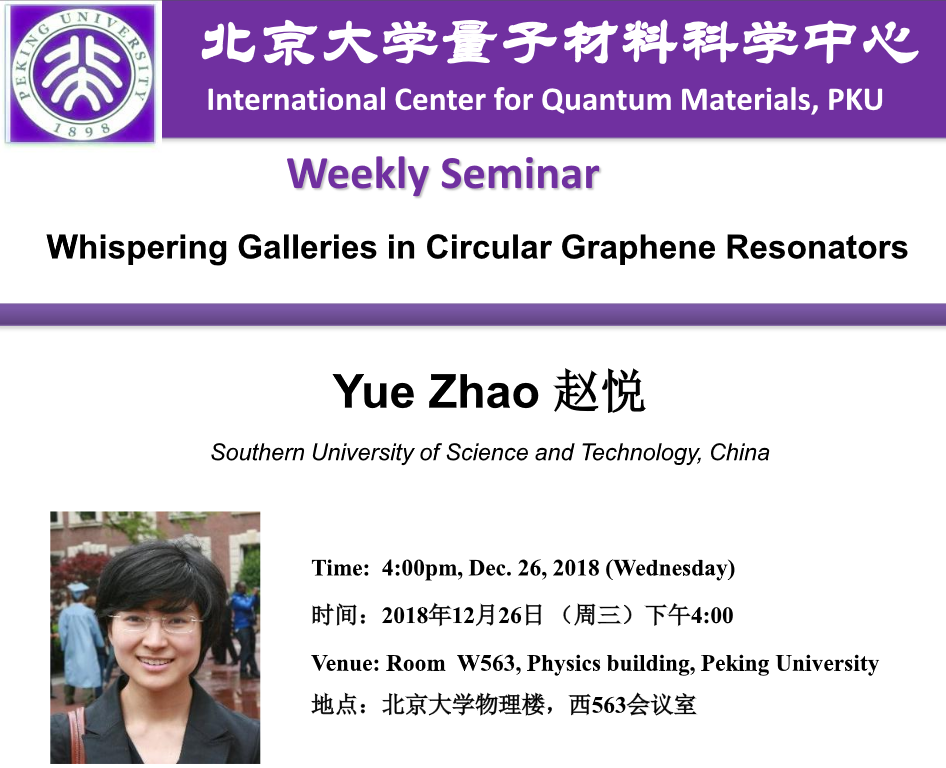 PEKING UNIVERSITY
1898
北京大学量子材料科学中心
International Center for Quantum Materials, PKU
Weekly Seminar
Whispering Galleries in Circular Graphene Resonators
Yue Zhao 赵悦
Southern University of Science and Technology, China
Time: 4:00pm, Dec. 26, 2018 (Wednesday)
时间：2018年12月26日 （周三）下午4:00
Venue: Room W563, Physics building, Peking University
地点：北京大学物理楼，西563会议室